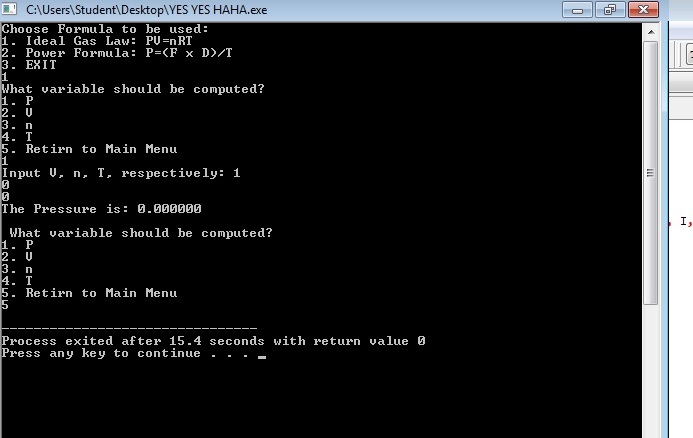 C:\Users\Student\Desktop\YES YES HAHA.exe
Choose Formula to be used:
1. Ideal Gas Law: PV=nRT
2. Power Formula: P=(F x D)/T
3. EXIT
1
What variable should be computed?
1. P
2. V
3. n
4. T
5. Retirn to Main Menu
1
Input V, n, T, respectively: 1
0
0
The Pressure is: 0.000000
What variable should be computed?
1. P
2. V
3. n
4. T
5. Retirn to Main Menu
5
--------------------------------
Process exited after 15.4 seconds with return value 0
Press any key to continue . . . _
, I,